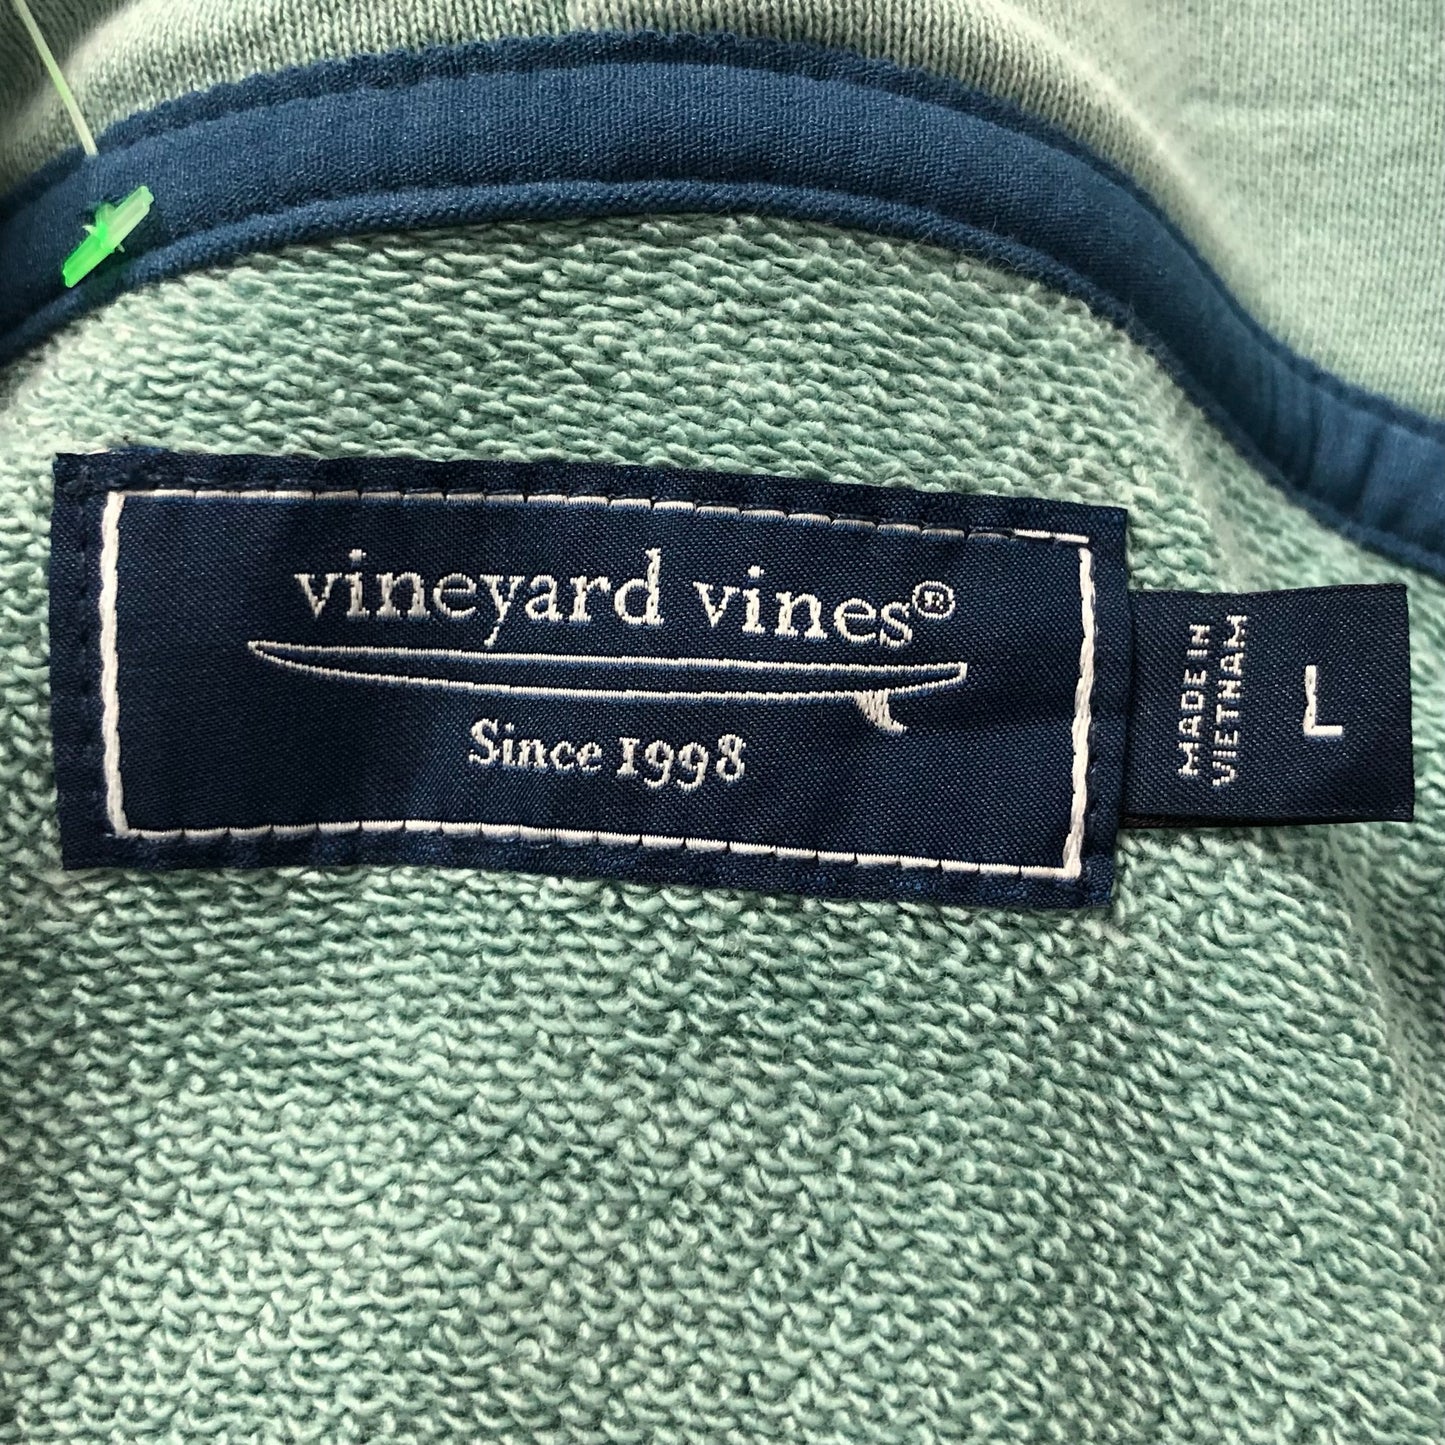 vineyard vines®
Since 1998
MADE IN
VIETNAM
L